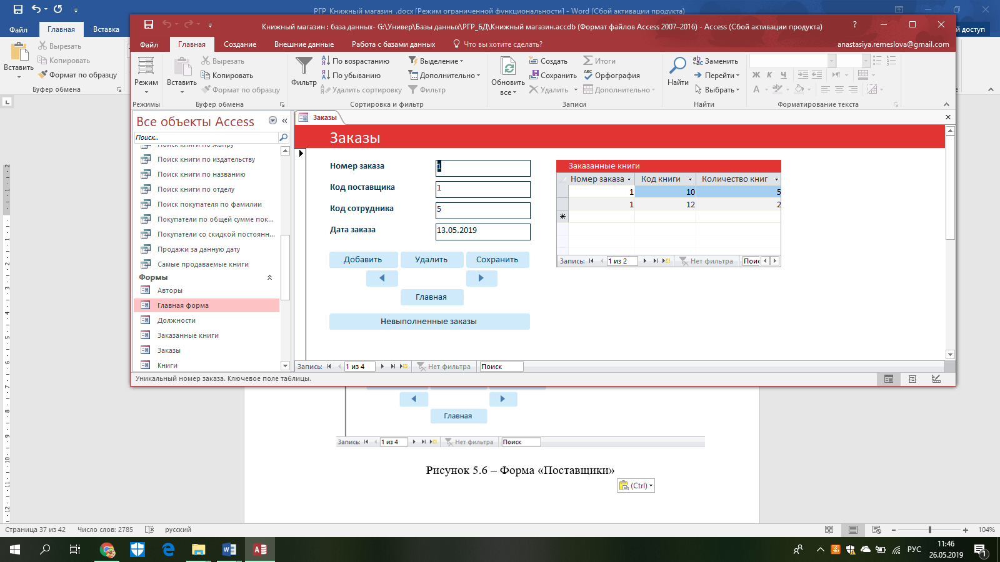 РГР_Книжный магазин_.docx [Режим ограниченной функциональности] - Word (Сбой активации продукта)
Файл
Главная
Вставка
й доступ
Вставить
Вырезать
Копировать
Формат по образцу
Буфер обмена
Книжный магазин : база данных- G:\Универ\Базы данных\РГР_БД\Книжный магазин.accdb (Формат файлов Access 2007–2016) - Access (Сбой активации продукта)
Файл
Главная
Создание
Внешние данные
Работа с базами данных
Что вы хотите сделать?
anastasiya.remeslova@gmail.com
Режим
Режимы
Вставить
Вырезать
Копировать
Формат по образцу
Буфер обмена
Фильтр
По возрастанию
По убыванию
Удалить сортировку
Выделение
Дополнительно
Фильтр
Сортировка и фильтр
Обновить
все
Создать
Сохранить
Удалить
Итоги
Орфография
Дополнительно
Записи
Найти
Заменить
Перейти
Выбрать
Найти
Ж К Ч
А
Форматирование текста
Все объекты Access
Поиск...
Поиск книги по жанру
Поиск книги по издательству
Поиск книги по названию
Поиск книги по отделу
Поиск покупателя по фамилии
Покупатели по общей сумме пок...
Покупатели со скидкой постоянн...
Продажи за данную дату
Самые продаваемые книги
Формы
Авторы
Главная форма
Должности
Заказанные книги
Заказы
Книги
Заказы
Заказы
Номер заказа 1
Код поставщика 1
Код сотрудника 5
Дата заказа 13.05.2019
Добавить Удалить Сохранить
Главная
Невыполненные заказы
Заказанные книги
Номер заказа Код книги Количество книг
1 10 5
1 12 2
Запись: 1 из 2 Нет фильтра Поис
Запись: 1 из 4 Нет фильтра Поиск
Уникальный номер заказа. Ключевое поле таблицы.
Главная
Запись: 1 из 4 Нет фильтра Поиск
Рисунок 5.6 – Форма «Поставщики»
(Ctrl)
Страница 37 из 42 Число слов: 2785 русский
104%
РУС
11:46
26.05.2019
1